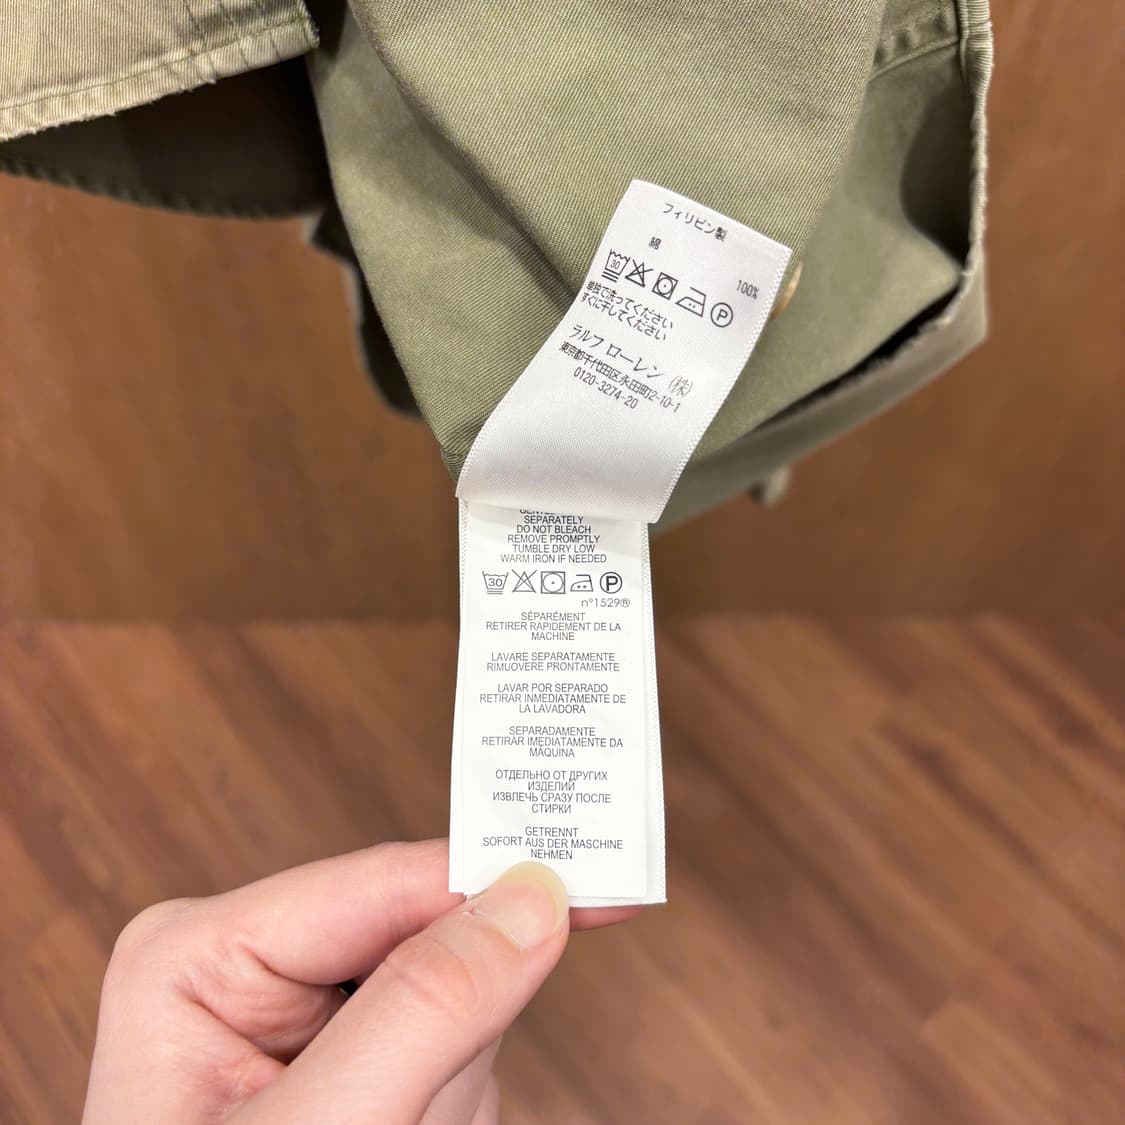 フィリピン製
綿 100%
30 P
単独で洗ってください
すぐに干してください
ラルフ ローレン (株)
東京都千代田区永田町2-10-1
0120-3274-20
SEPARATELY
DO NOT BLEACH
REMOVE PROMPTLY
TUMBLE DRY LOW
WARM IRON IF NEEDED
30 P
n°1529®
SÉPARÉMENT
RETIRER RAPIDEMENT DE LA
MACHINE
LAVARE SEPARATAMENTE
RIMUOVERE PRONTAMENTE
LAVAR POR SEPARADO
RETIRAR INMEDIATAMENTE DE
LA LAVADORA
SEPARADAMENTE
RETIRAR IMEDIATAMENTE DA
MÁQUINA
ОТДЕЛЬНО ОТ ДРУГИХ
ИЗДЕЛИЙ
ИЗВЛЕЧЬ СРАЗУ ПОСЛЕ
СТИРКИ
GETRENNT
SOFORT AUS DER MASCHINE
NEHMEN